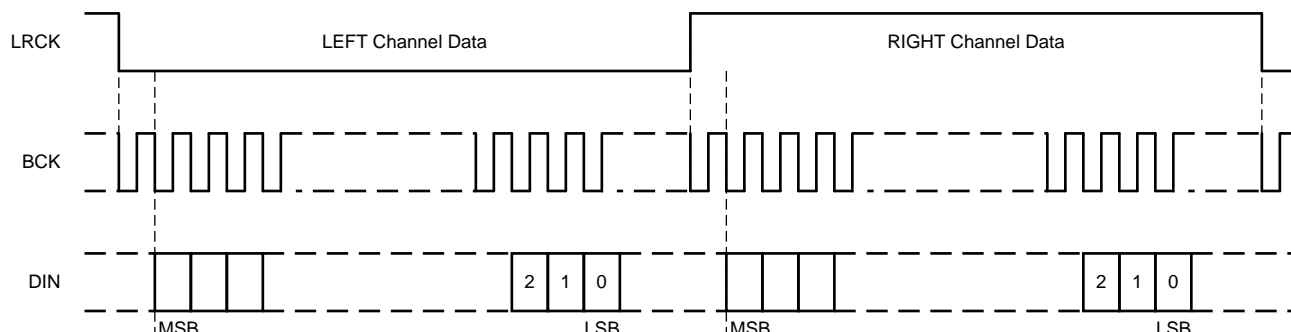 LRCK
LEFT Channel Data
RIGHT Channel Data
BCK
DIN
2 1 0
2 1 0
MSB
LSB
MSB
LSB